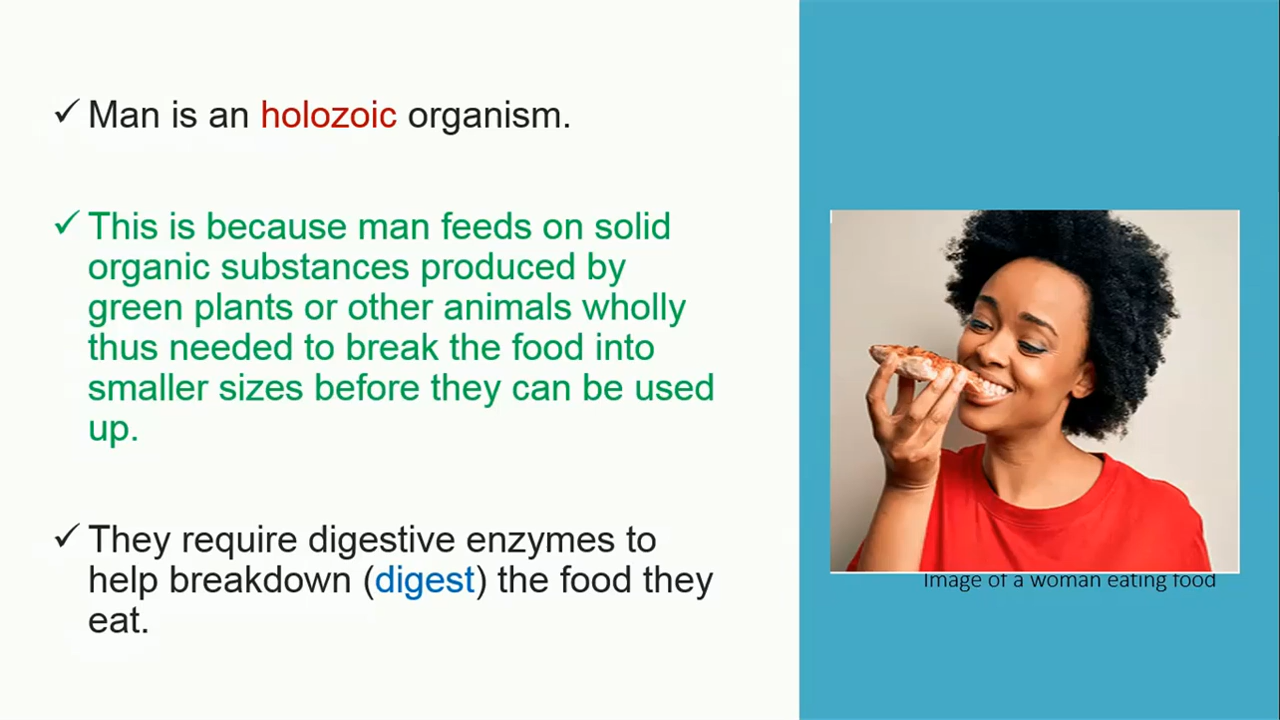 ✓ Man is an holozoic organism.
✓ This is because man feeds on solid
organic substances produced by
green plants or other animals wholly
thus needed to break the food into
smaller sizes before they can be used
up.
✓ They require digestive enzymes to
help breakdown (digest) the food they
eat.
Image of a woman eating food